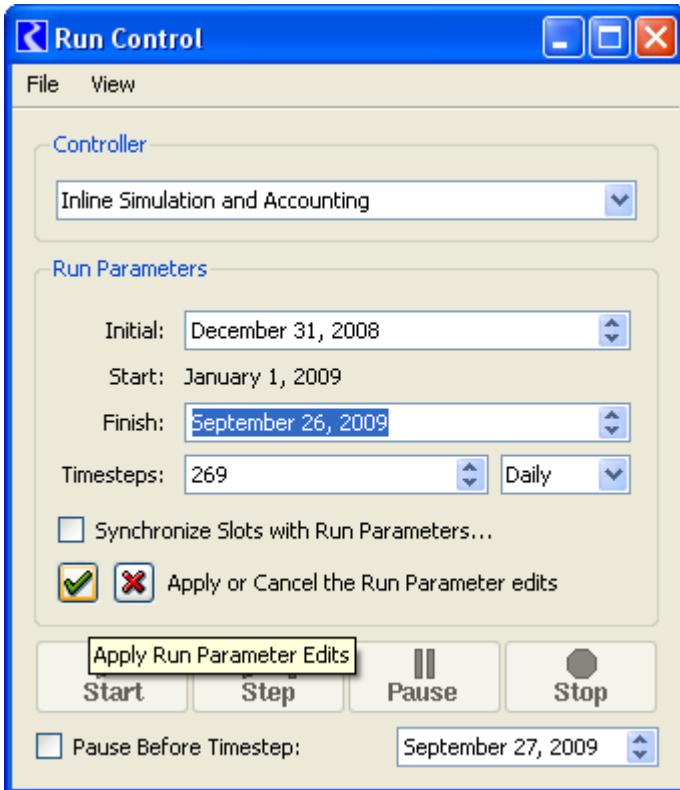 Run Control
File View
Controller
Inline Simulation and Accounting
Run Parameters
Initial: December 31, 2008
Start: January 1, 2009
Finish: September 26, 2009
Timesteps: 269 Daily
Synchronize Slots with Run Parameters...
Apply or Cancel the Run Parameter edits
Apply Run Parameter Edits
Start Step Pause Stop
Pause Before Timestep: September 27, 2009